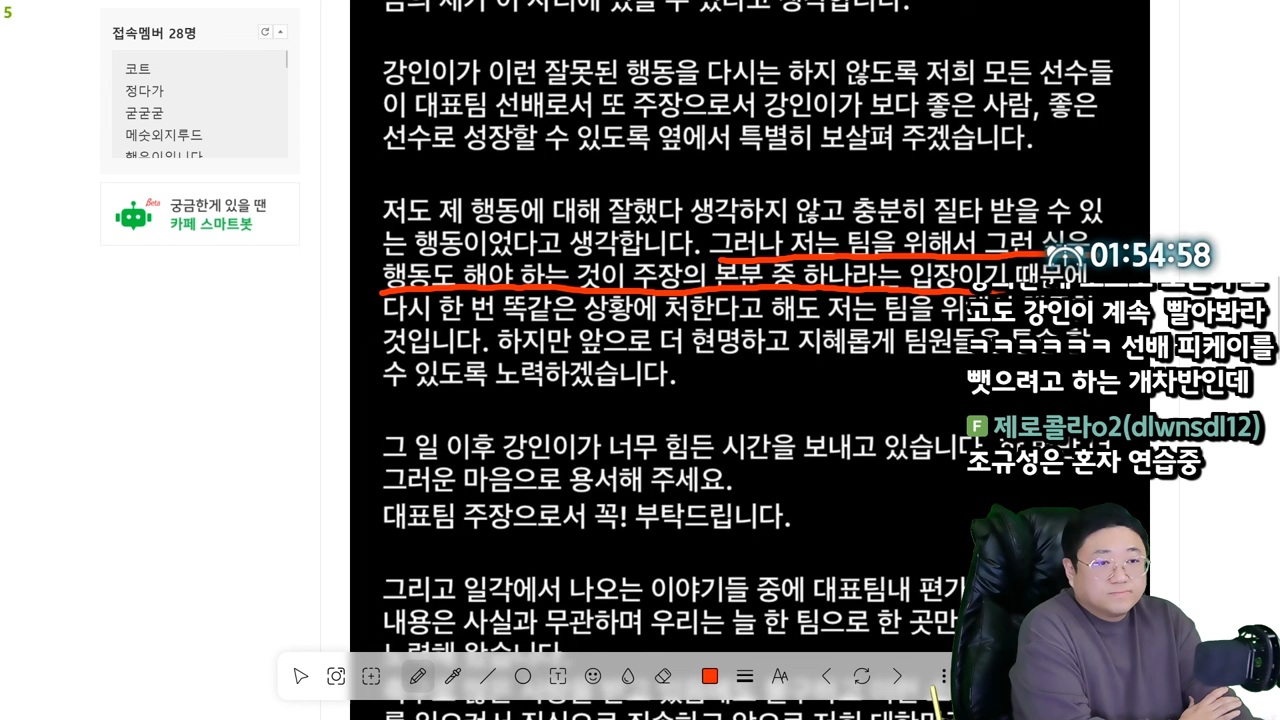 5
접속멤버 28명
코트
정다가
굳굳굳
메숫외지루드
행운이입니다
Beta
궁금한게 있을 땐
카페 스마트봇
강인이가 이런 잘못된 행동을 다시는 하지 않도록 저희 모든 선수들
이 대표팀 선배로서 또 주장으로서 강인이가 보다 좋은 사람, 좋은
선수로 성장할 수 있도록 옆에서 특별히 보살펴 주겠습니다.
저도 제 행동에 대해 잘했다 생각하지 않고 충분히 질타 받을 수 있
는 행동이었다고 생각합니다. 그러나 저는 팀을 위해서 그런 싫은
행동도 해야 하는 것이 주장의 본분 중 하나라는 입장이기 때문에
다시 한 번 똑같은 상황에 처한다고 해도 저는 팀을 위
것입니다. 하지만 앞으로 더 현명하고 지혜롭게 팀원들을
수 있도록 노력하겠습니다.
그 일 이후 강인이가 너무 힘든 시간을 보내고 있습니다.
그러운 마음으로 용서해 주세요.
대표팀 주장으로서 꼭! 부탁드립니다.
그리고 일각에서 나오는 이야기들 중에 대표팀내 편가
내용은 사실과 무관하며 우리는 늘 한 팀으로 한 곳만
01:54:58
고도 강인이 계속 빨아봐라
ㅋㅋㅋㅋㅋㅋ 선배 피케이를
뺏으려고 하는 개차반인데
F 제로콜라o2(dlwnsdl12)
조규성은 혼자 연습중